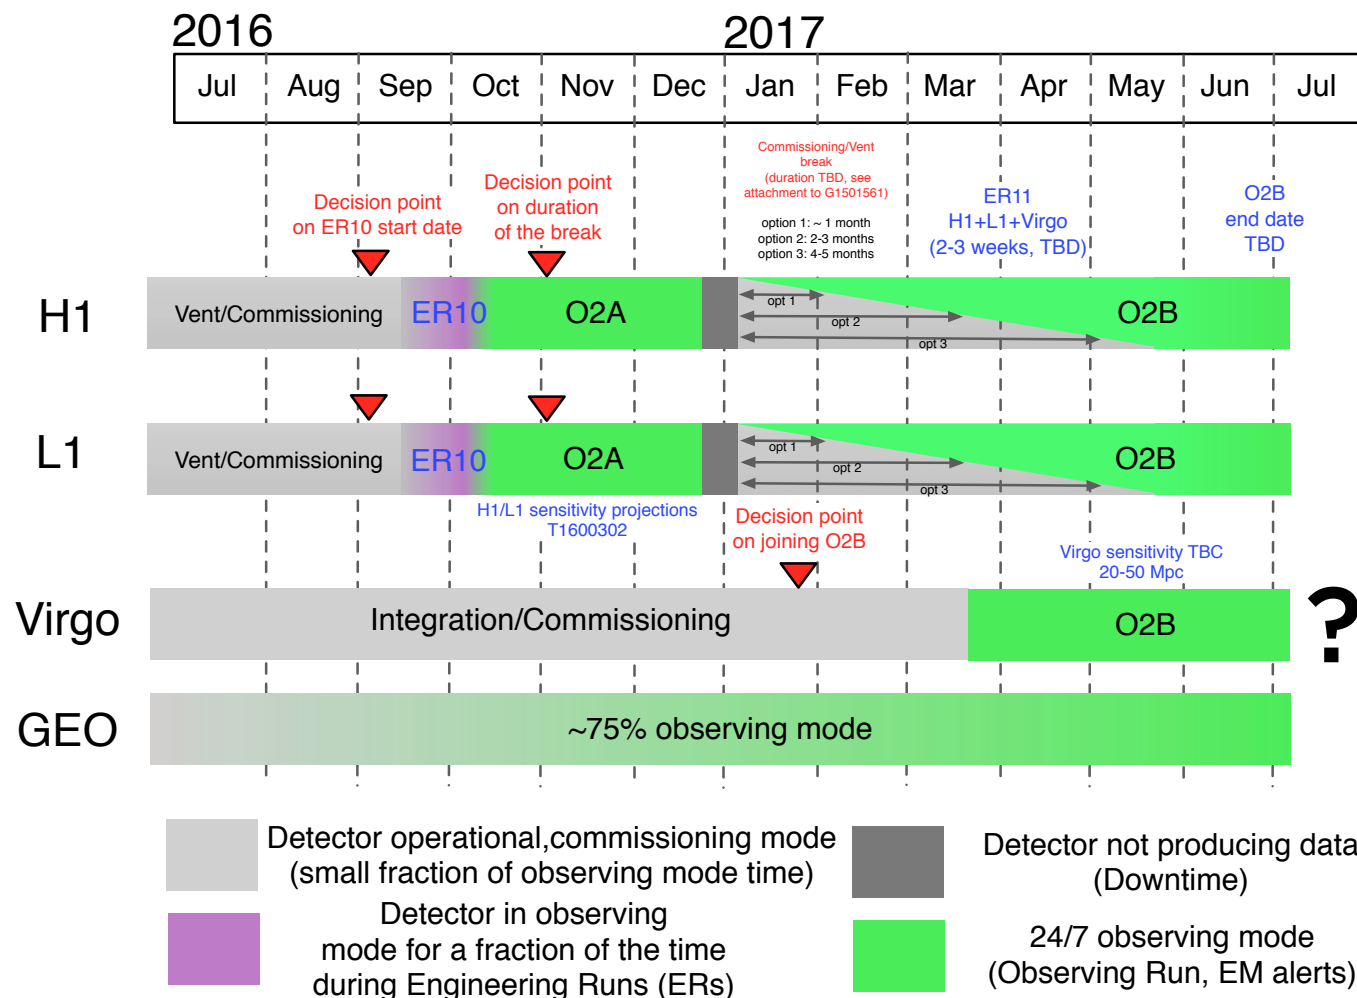 2016 2017
Jul Aug Sep Oct Nov Dec Jan Feb Mar Apr May Jun Jul
Decision point
on ER10 start date
Decision point
on duration
of the break
Commissioning/Vent
break
(duration TBD, see
attachment to G1501561)
option 1: ~ 1 month
option 2: 2-3 months
option 3: 4-5 months
ER11
H1+L1+Virgo
(2-3 weeks, TBD)
O2B
end date
TBD
H1
Vent/Commissioning
ER10
O2A
opt 1
opt 2
opt 3
O2B
L1
Vent/Commissioning
ER10
O2A
opt 1
opt 2
opt 3
O2B
H1/L1 sensitivity projections
T1600302
Decision point
on joining O2B
Virgo sensitivity TBC
20-50 Mpc
Virgo
Integration/Commissioning
O2B
?
GEO
~75% observing mode
Detector operational,commissioning mode
(small fraction of observing mode time)
Detector not producing data
(Downtime)
Detector in observing
mode for a fraction of the time
during Engineering Runs (ERs)
24/7 observing mode
(Observing Run, EM alerts)